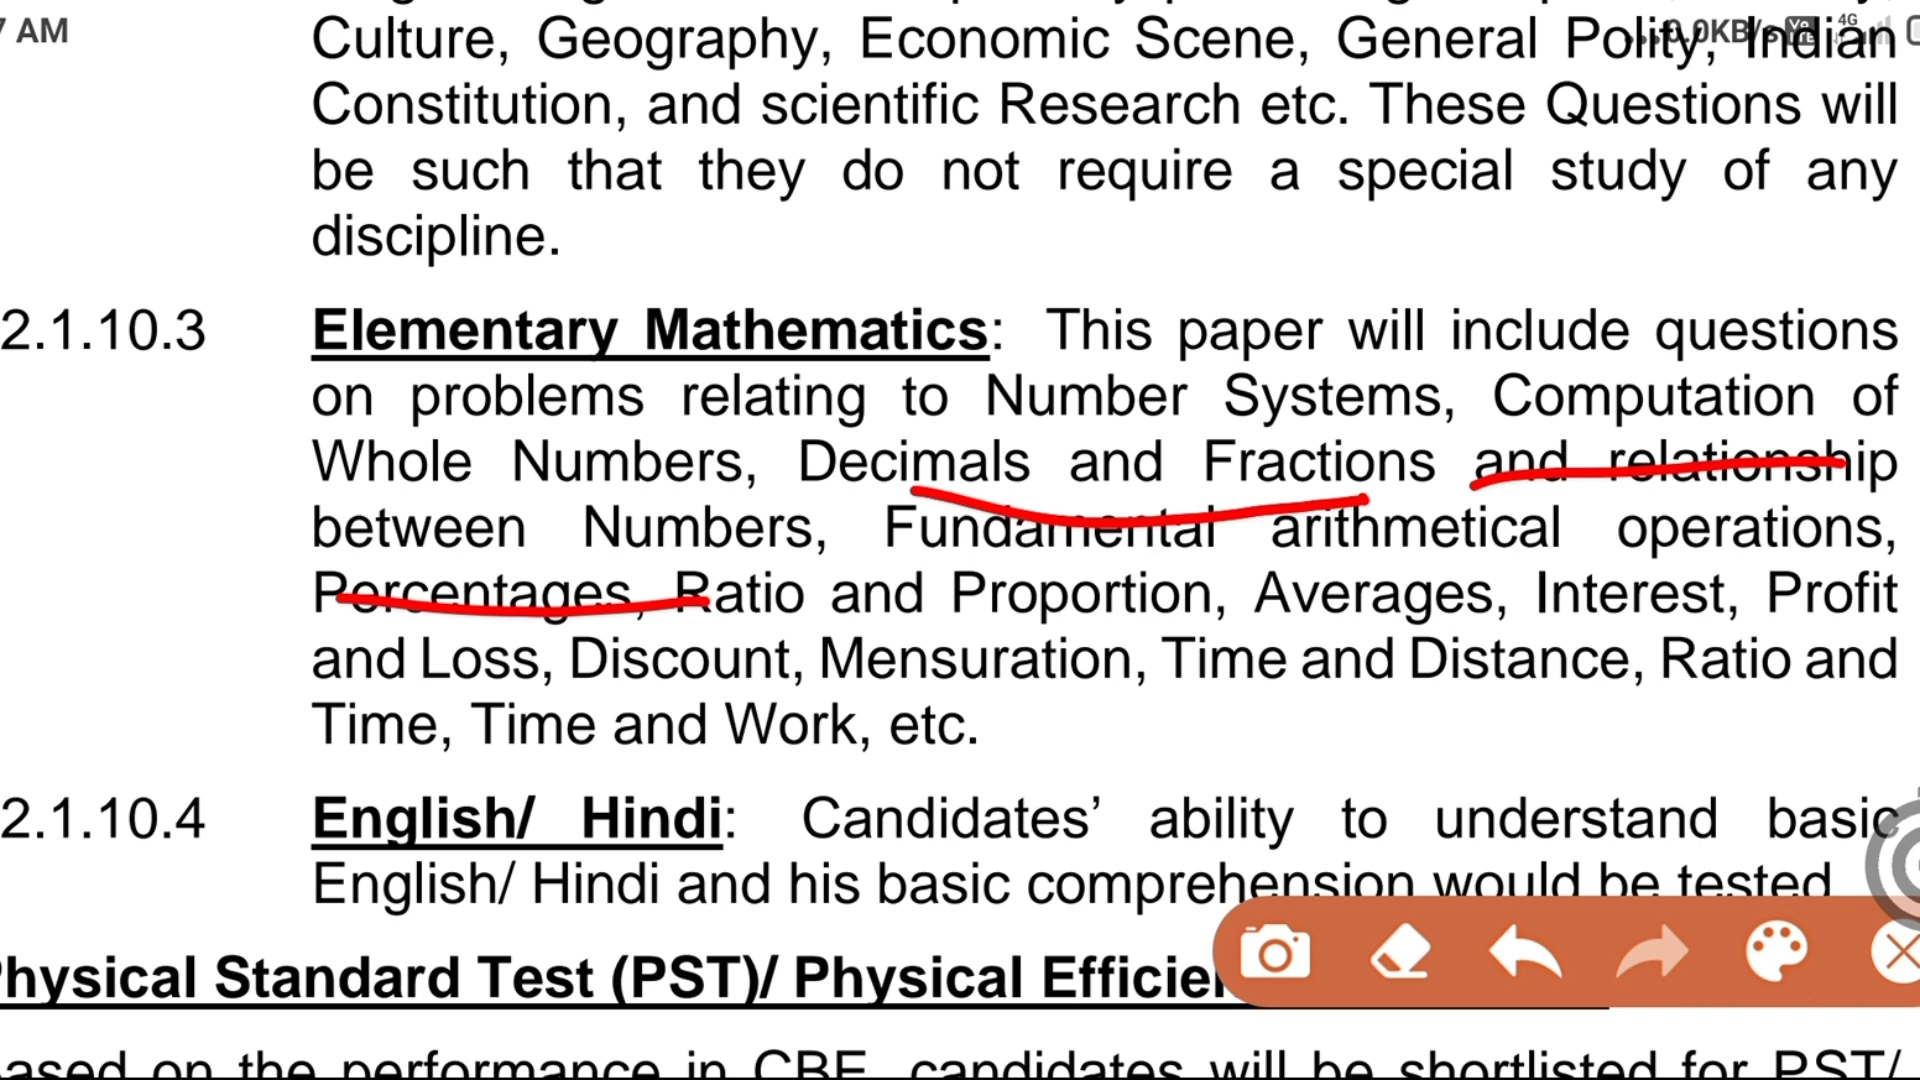 7 AM
0.0KB/s 4G
Culture, Geography, Economic Scene, General Polity, Indian
Constitution, and scientific Research etc. These Questions will
be such that they do not require a special study of any
discipline.
2.1.10.3 Elementary Mathematics: This paper will include questions
on problems relating to Number Systems, Computation of
Whole Numbers, Decimals and Fractions and relationship
between Numbers, Fundamental arithmetical operations,
Percentages, Ratio and Proportion, Averages, Interest, Profit
and Loss, Discount, Mensuration, Time and Distance, Ratio and
Time, Time and Work, etc.
2.1.10.4 English/ Hindi: Candidates’ ability to understand basic
English/ Hindi and his basic comprehension would be tested
Physical Standard Test (PST)/ Physical
on the performance in CBE, candidates will be shortlisted for PST/